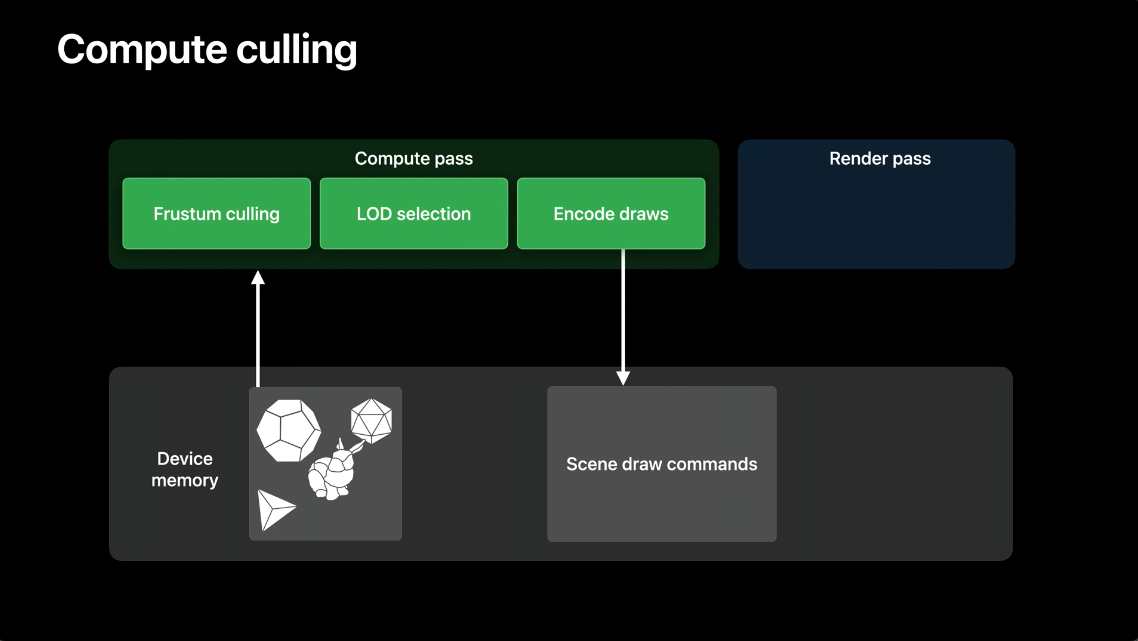 Compute culling
Compute pass
Render pass
Frustum culling
LOD selection
Encode draws
Device
memory
Scene draw commands